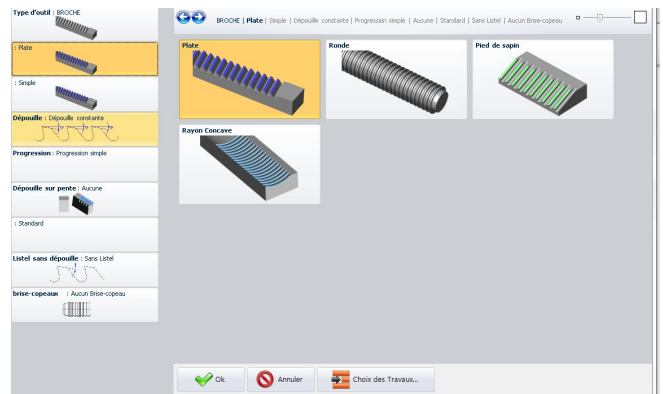 Type d'outil : BROCHE
: Plate
: Simple
Dépouille : Dépouille constante
Progression : Progression simple
Dépouille sur pente : Aucune
: Standard
Listel sans dépouille : Sans Listel
brise-copeaux : Aucun Brise-copeau
BROCHE | Plate | Simple | Dépouille constante | Progression simple | Aucune | Standard | Sans Listel | Aucun Brise-copeau
Plate
Ronde
Pied de sapin
Rayon Concave
Ok
Annuler
Choix des Travaux...